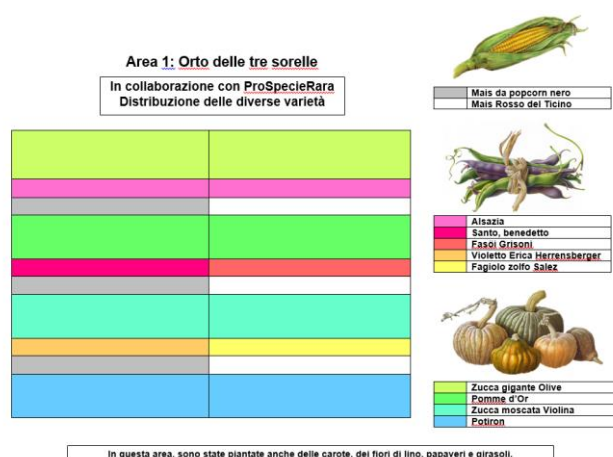 Area 1: Orto delle tre sorelle
In collaborazione con ProSpecieRara
Distribuzione delle diverse varietà
Mais da popcorn nero
Mais Rosso del Ticino
Alsazia
Santo, benedetto
Fasöi Grisoni
Violetto Erica Herrensberger
Fagiolo zolfo Salez
Zucca gigante Olive
Pomme d'Or
Zucca moscata Violina
Potiron
In questa area, sono state piantate anche delle carote, dei fiori di lino, papaveri e girasoli.